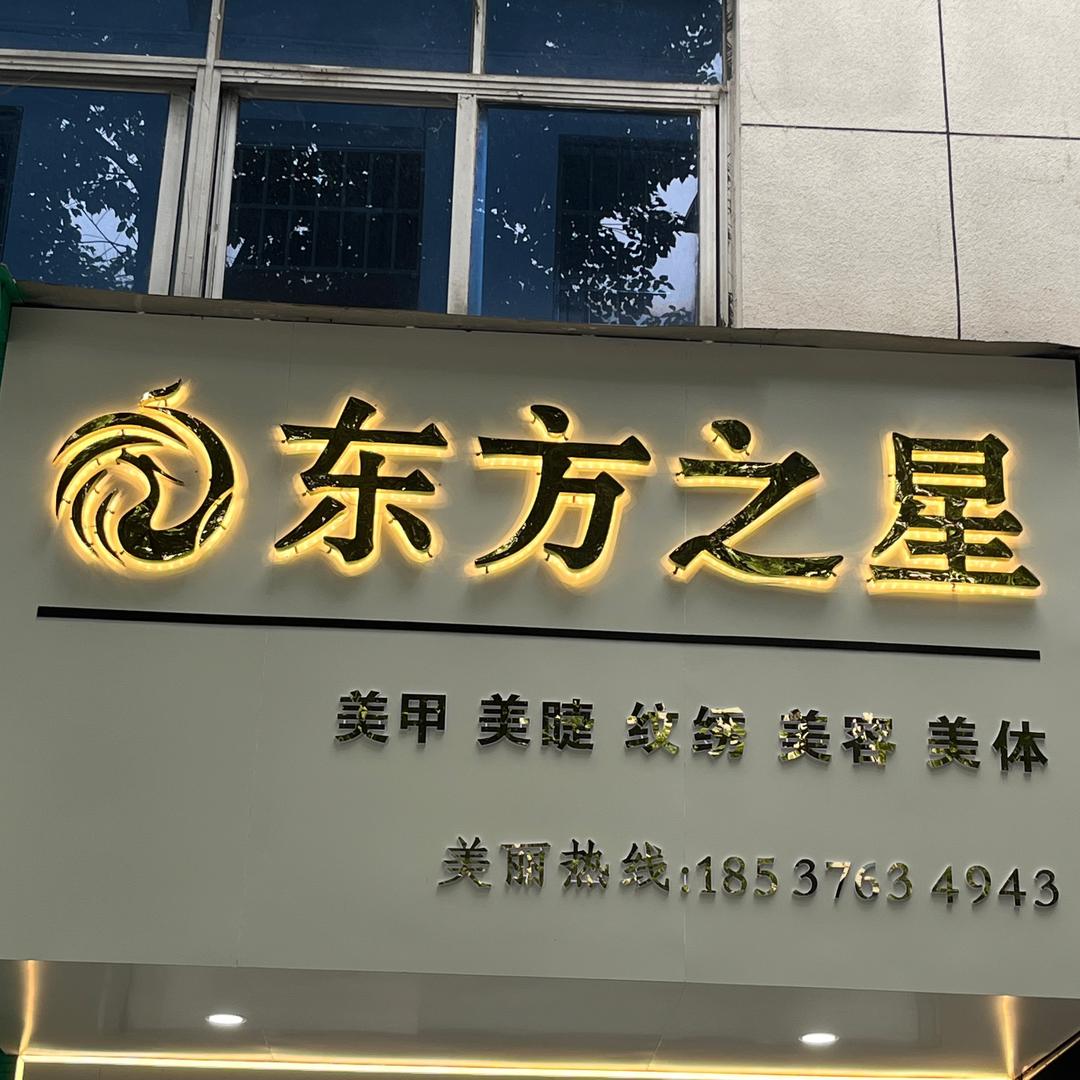 东方之星
美甲 美睫 纹绣 美容 美体
美丽热线:185 3763 4943